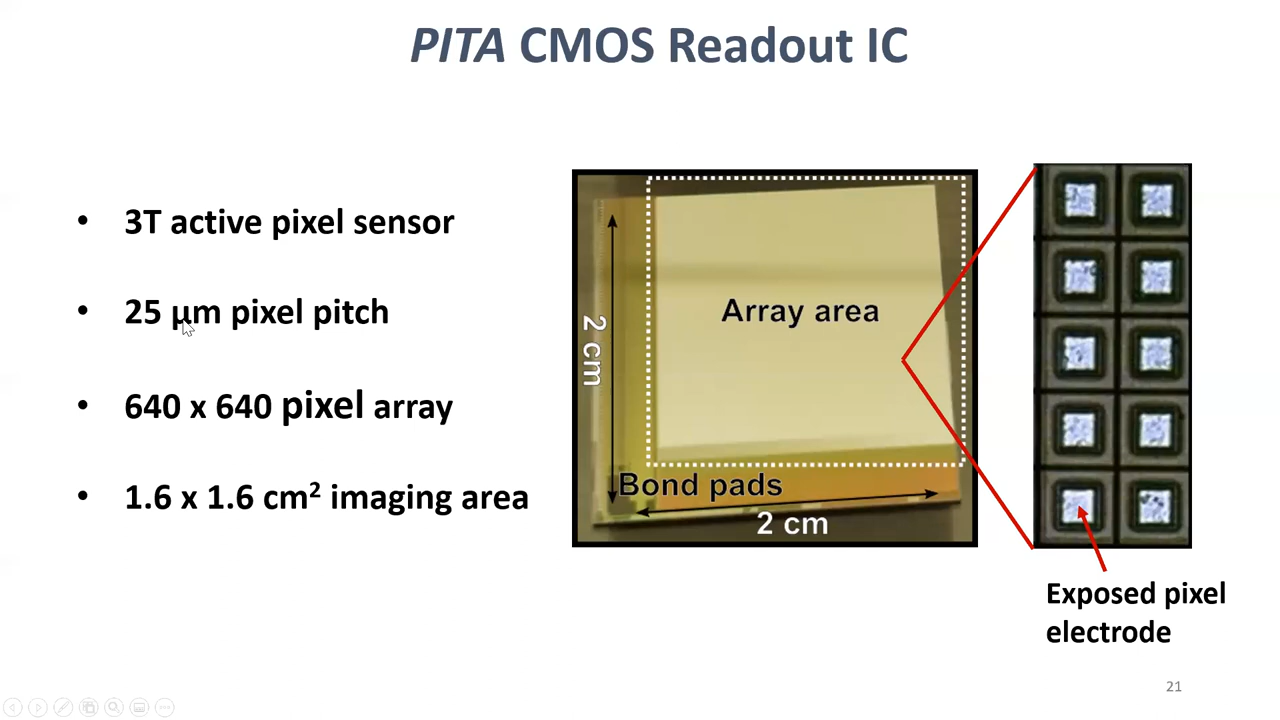 PITA CMOS Readout IC
• 3T active pixel sensor
• 25 µm pixel pitch
• 640 x 640 pixel array
• 1.6 x 1.6 cm² imaging area
Array area
2 cm
Bond pads
2 cm
Exposed pixel
electrode
21